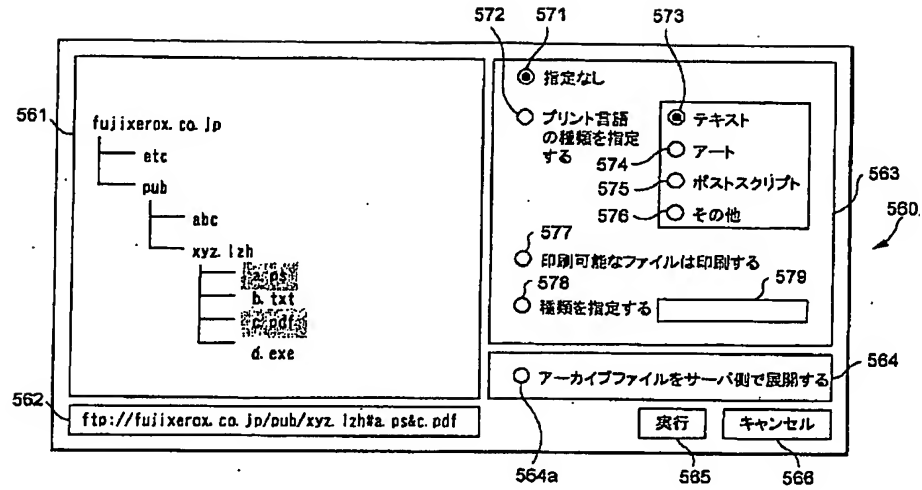 572
571
573
561
指定なし
fujixerox.co.jp
etc
pub
abc
xyz.lzh
a.ps
b.txt
c.pdf
d.exe
プリント言語
の種類を指定
する
テキスト
574
アート
575
ポストスクリプト
576
その他
563
560
577
印刷可能なファイルは印刷する
578
種類を指定する
579
564
アーカイブファイルをサーバ側で展開する
562
ftp://fujixerox.co.jp/pub/xyz.lzh#a.ps&c.pdf
実行
キャンセル
564a
565
566